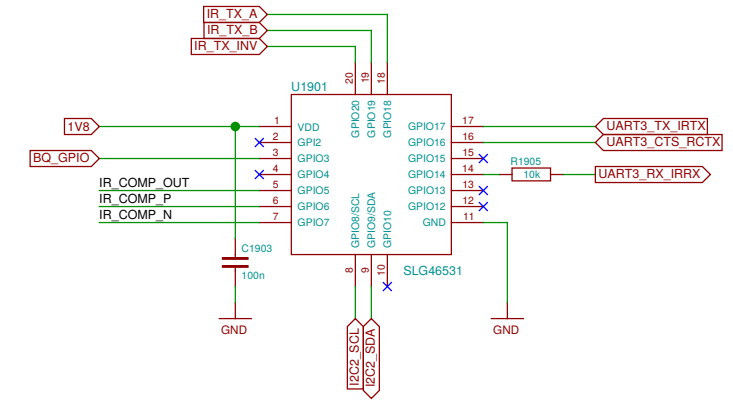 IR_TX_A
IR_TX_B
IR_TX_INV
20
19
18
U1901
GPIO20
GPIO19
GPIO18
1V8
1
VDD
GPIO17
17
UART3_TX_IRTX
2
GPI2
GPIO16
16
UART3_CTS_RCTX
BQ_GPIO
3
GPIO3
GPIO15
15
R1905
4
GPIO4
GPIO14
14
10k
UART3_RX_IRRX
IR_COMP_OUT
5
GPIO5
GPIO13
13
IR_COMP_P
6
GPIO6
GPIO12
12
IR_COMP_N
7
GPIO7
GND
11
GPIO8/SCL
GPIO9/SDA
GPIO10
C1903
100n
8
9
10
SLG46531
GND
GND
I2C2_SCL
I2C2_SDA